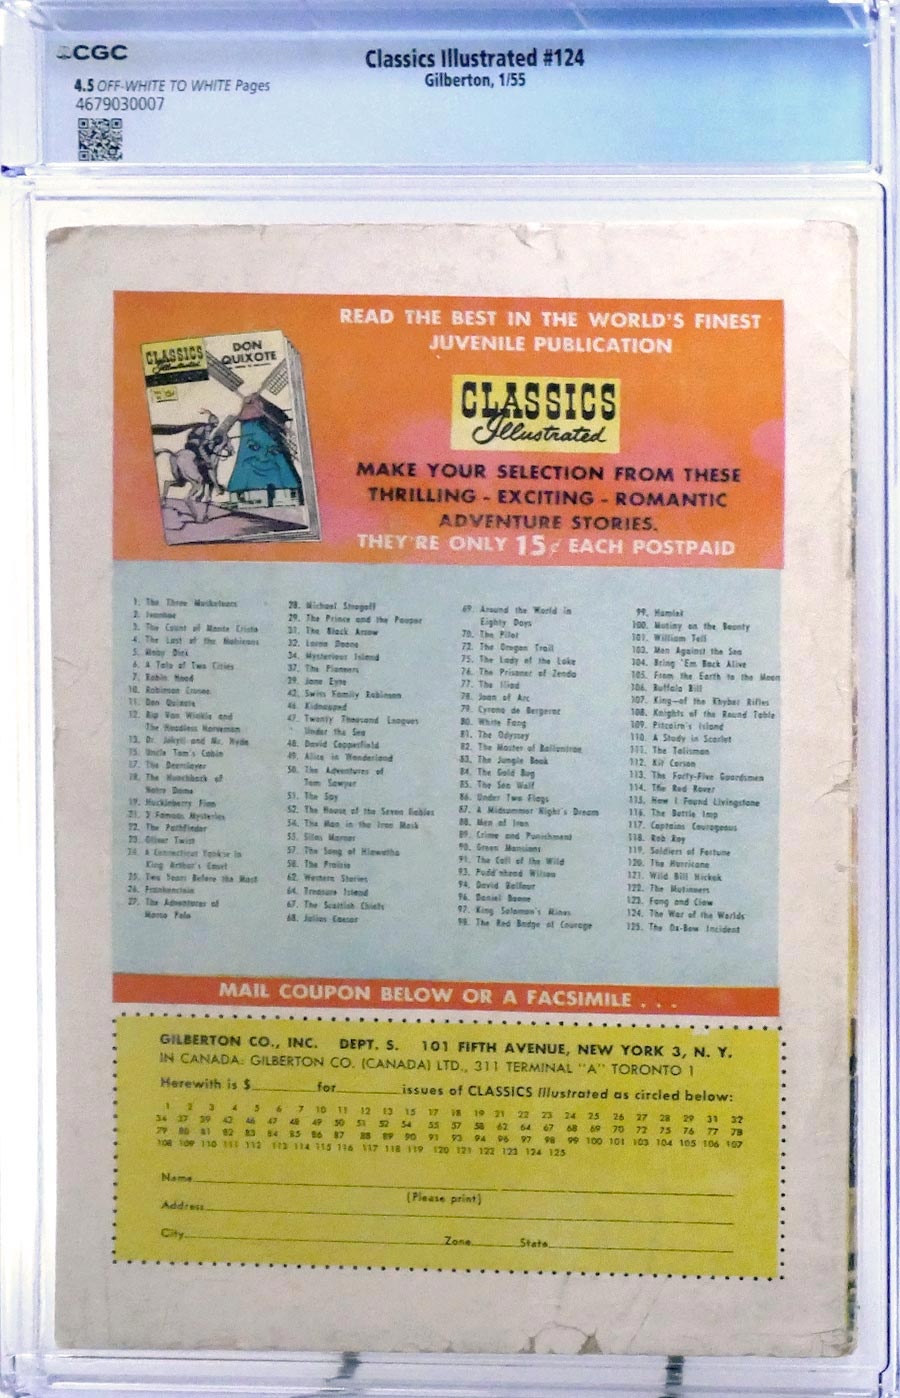 CGC
Classics Illustrated #124
Gilberton, 1/55
4.5 OFF-WHITE TO WHITE Pages
4679030007
READ THE BEST IN THE WORLD'S FINEST
JUVENILE PUBLICATION
CLASSICS
Illustrated
DON
QUIXOTE
CLASSICS
Illustrated
MAKE YOUR SELECTION FROM THESE
THRILLING - EXCITING - ROMANTIC
ADVENTURE STORIES.
THEY'RE ONLY 15¢ EACH POSTPAID
1. The Three Musketeers
2. Ivanhoe
3. The Count of Monte Cristo
4. The Last of the Mohicans
5. Moby Dick
6. A Tale of Two Cities
7. Robin Hood
10. Robinson Crusoe
11. Don Quixote
12. Rip Van Winkle and
The Headless Horseman
13. Dr. Jekyll and Mr. Hyde
15. Uncle Tom's Cabin
17. The Deerslayer
18. The Hunchback of
Notre Dame
19. Huckleberry Finn
21. 3 Famous Mysteries
22. The Pathfinder
23. Oliver Twist
24. A Connecticut Yankee in
King Arthur's Court
25. Two Years Before the Mast
26. Frankenstein
27. The Adventures of
Marco Polo
28. Michael Strogoff
29. The Prince and the Pauper
31. The Black Arrow
32. Lorna Doone
34. Mysterious Island
37. The Pioneers
39. Jane Eyre
42. Swiss Family Robinson
46. Kidnapped
47. Twenty Thousand Leagues
Under the Sea
48. David Copperfield
49. Alice in Wonderland
50. The Adventures of
Tom Sawyer
51. The Spy
52. The House of the Seven Gables
54. The Man in the Iron Mask
55. Silas Marner
57. The Song of Hiawatha
58. The Prairie
62. Western Stories
64. Treasure Island
67. The Scottish Chiefs
68. Julius Caesar
69. Around the World in
Eighty Days
70. The Pilot
72. The Oregon Trail
75. The Lady of the Lake
76. The Prisoner of Zenda
77. The Iliad
78. Joan of Arc
79. Cyrano de Bergerac
80. White Fang
81. The Odyssey
82. The Master of Ballantrae
83. The Jungle Book
84. The Gold Bug
85. The Sea Wolf
86. Under Two Flags
87. A Midsummer Night's Dream
88. Men of Iron
89. Crime and Punishment
90. Green Mansions
91. The Call of the Wild
93. Pudd'nhead Wilson
94. David Balfour
96. Daniel Boone
97. King Solomon's Mines
98. The Red Badge of Courage
99. Hamlet
100. Mutiny on the Bounty
101. William Tell
103. Men Against the Sea
104. Bring 'Em Back Alive
105. From the Earth to the Moon
106. Buffalo Bill
107. King—of the Khyber Rifles
108. Knights of the Round Table
109. Pitcairn's Island
110. A Study in Scarlet
111. The Talisman
112. Kit Carson
113. The Forty-Five Guardsmen
114. The Red Rover
115. How I Found Livingstone
116. The Bottle Imp
117. Captains Courageous
118. Rob Roy
119. Soldiers of Fortune
120. The Hurricane
121. Wild Bill Hickok
122. The Mutineers
123. Fang and Claw
124. The War of the Worlds
125. The Ox-Bow Incident
MAIL COUPON BELOW OR A FACSIMILE . . .
GILBERTON CO., INC. DEPT. S. 101 FIFTH AVENUE, NEW YORK 3, N. Y.
IN CANADA: GILBERTON CO. (CANADA) LTD., 311 TERMINAL "A" TORONTO 1
Herewith is $ for issues of CLASSICS Illustrated as circled below:
1 2 3 4 5 6 7 10 11 12 13 15 17 18 19 21 22 23 24 25 26 27 28 29 31 32
34 37 39 42 46 47 48 49 50 51 52 54 55 57 58 62 64 67 68 69 70 72 75 76 77 78
79 80 81 82 83 84 85 86 87 88 89 90 91 93 94 96 97 98 99 100 101 103 104 105 106 107
108 109 110 111 112 113 114 115 116 117 118 119 120 121 122 123 124 125
Name
(Please print)
Address
City Zone State